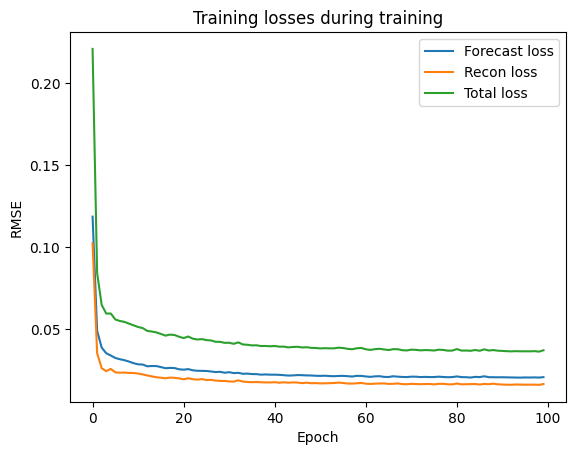 Training losses during training
Forecast loss
Recon loss
Total loss
0.20
0.15
0.10
0.05
RMSE
0
20
40
60
80
100
Epoch